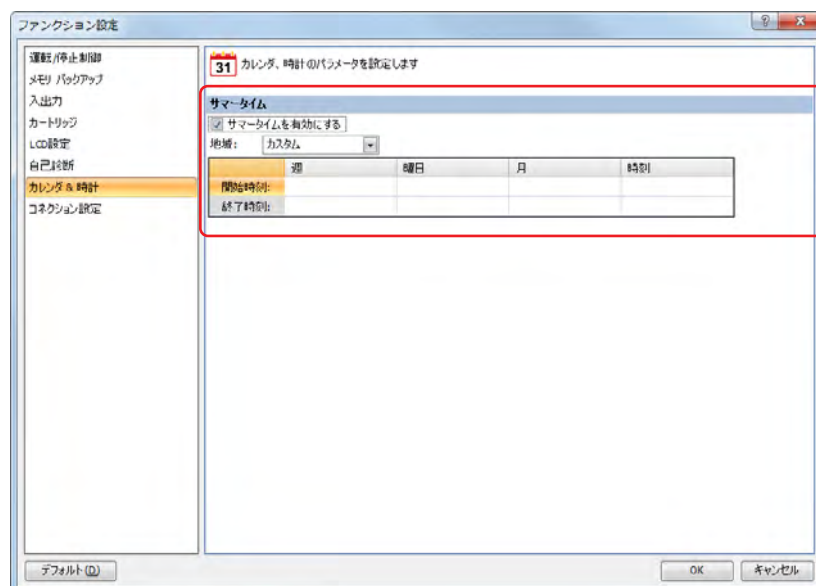 ファンクション設定
運転/停止制御
メモリ バックアップ
入出力
カートリッジ
LCD設定
自己診断
カレンダ & 時計
コネクション設定
31 カレンダ、時計のパラメータを設定します
サマータイム
サマータイムを有効にする
地域: カスタム
週 曜日 月 時刻
開始時刻:
終了時刻:
デフォルト(D) OK キャンセル